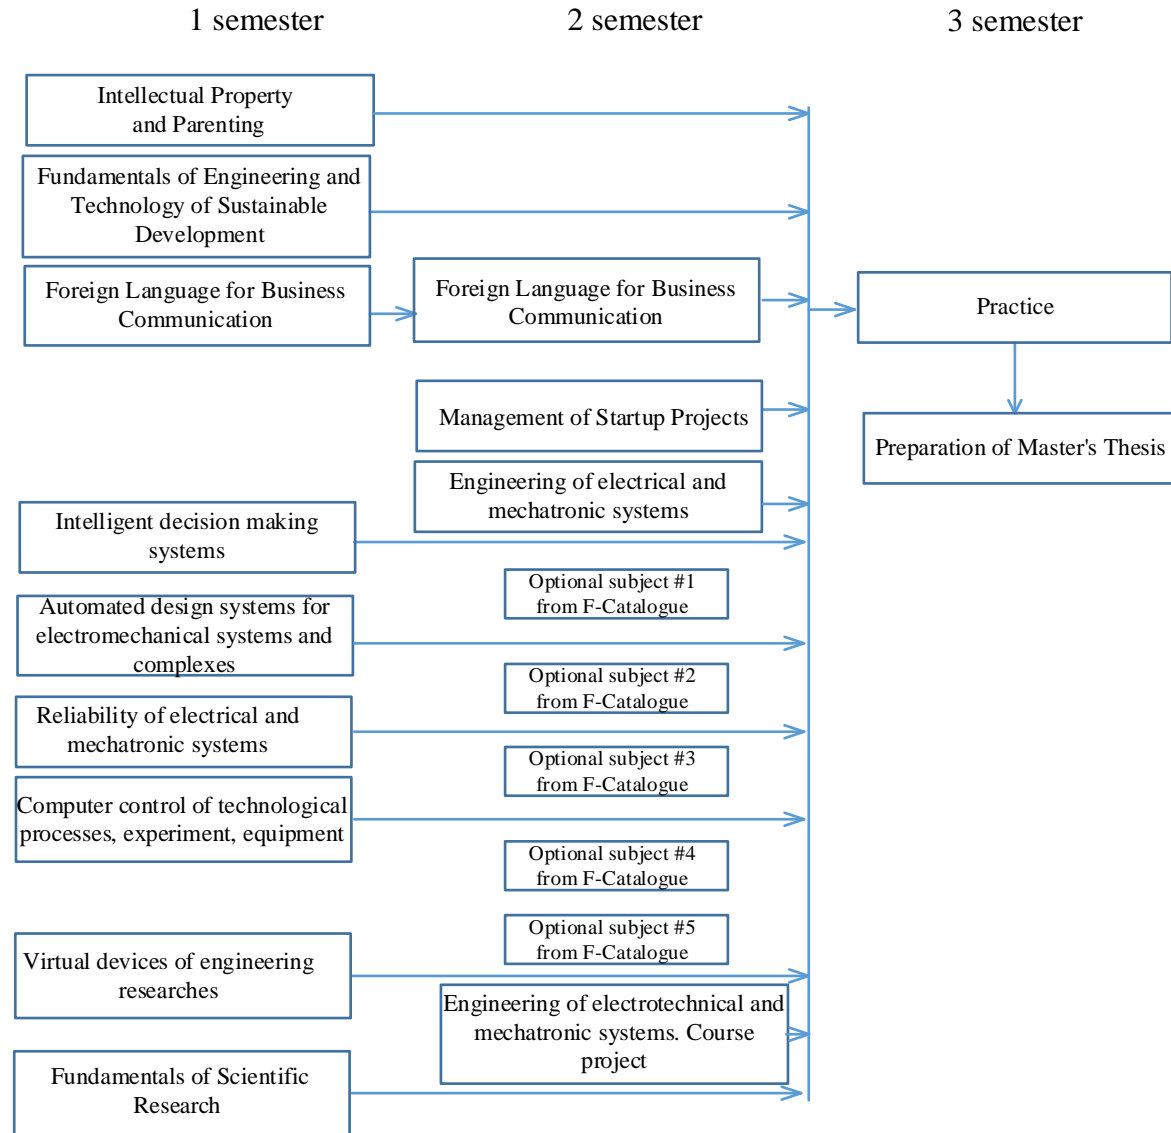 1 semester
2 semester
3 semester
Intellectual Property
and Parenting
Fundamentals of Engineering and
Technology of Sustainable
Development
Foreign Language for Business
Communication
Foreign Language for Business
Communication
Practice
Management of Startup Projects
Preparation of Master's Thesis
Engineering of electrical and
mechatronic systems
Intelligent decision making
systems
Optional subject #1
from F-Catalogue
Automated design systems for
electromechanical systems and
complexes
Optional subject #2
from F-Catalogue
Reliability of electrical and
mechatronic systems
Optional subject #3
from F-Catalogue
Computer control of technological
processes, experiment, equipment
Optional subject #4
from F-Catalogue
Optional subject #5
from F-Catalogue
Virtual devices of engineering
researches
Engineering of electrotechnical and
mechatronic systems. Course
project
Fundamentals of Scientific
Research